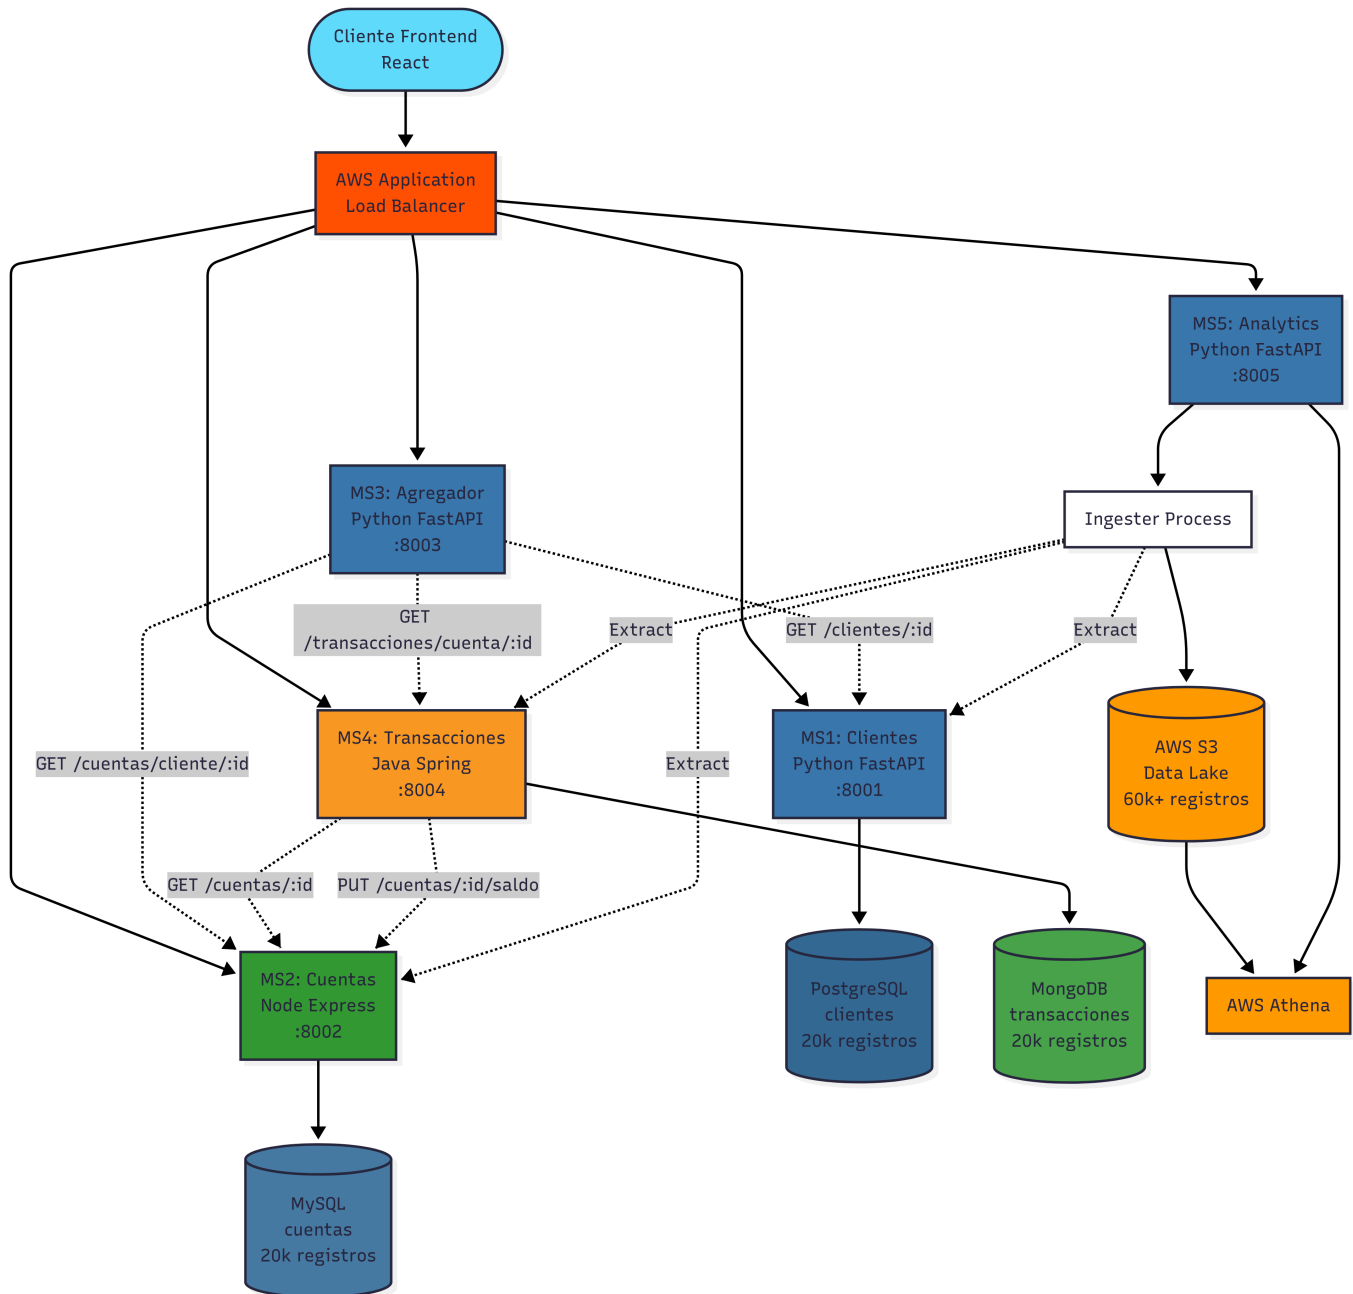 Cliente Frontend
React
AWS Application
Load Balancer
MS5: Analytics
Python FastAPI
:8005
MS3: Agregador
Python FastAPI
:8003
Ingester Process
GET
/transacciones/cuenta/:id
Extract
GET /clientes/:id
Extract
MS4: Transacciones
Java Spring
:8004
MS1: Clientes
Python FastAPI
:8001
AWS S3
Data Lake
60k+ registros
GET /cuentas/cliente/:id
Extract
GET /cuentas/:id
PUT /cuentas/:id/saldo
MS2: Cuentas
Node Express
:8002
PostgreSQL
clientes
20k registros
MongoDB
transacciones
20k registros
AWS Athena
MySQL
cuentas
20k registros